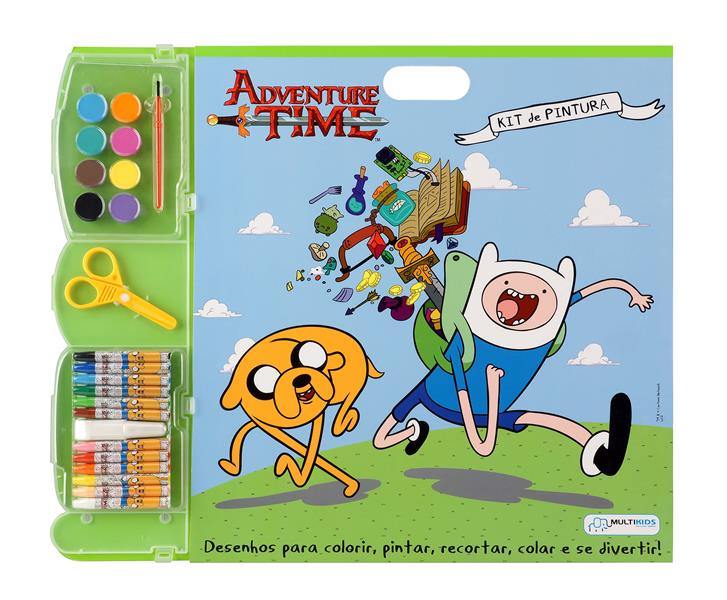 ADVENTURE
TIME
KIT de PINTURA
MULTIKIDS
Desenhos para colorir, pintar, recortar, colar e se divertir!